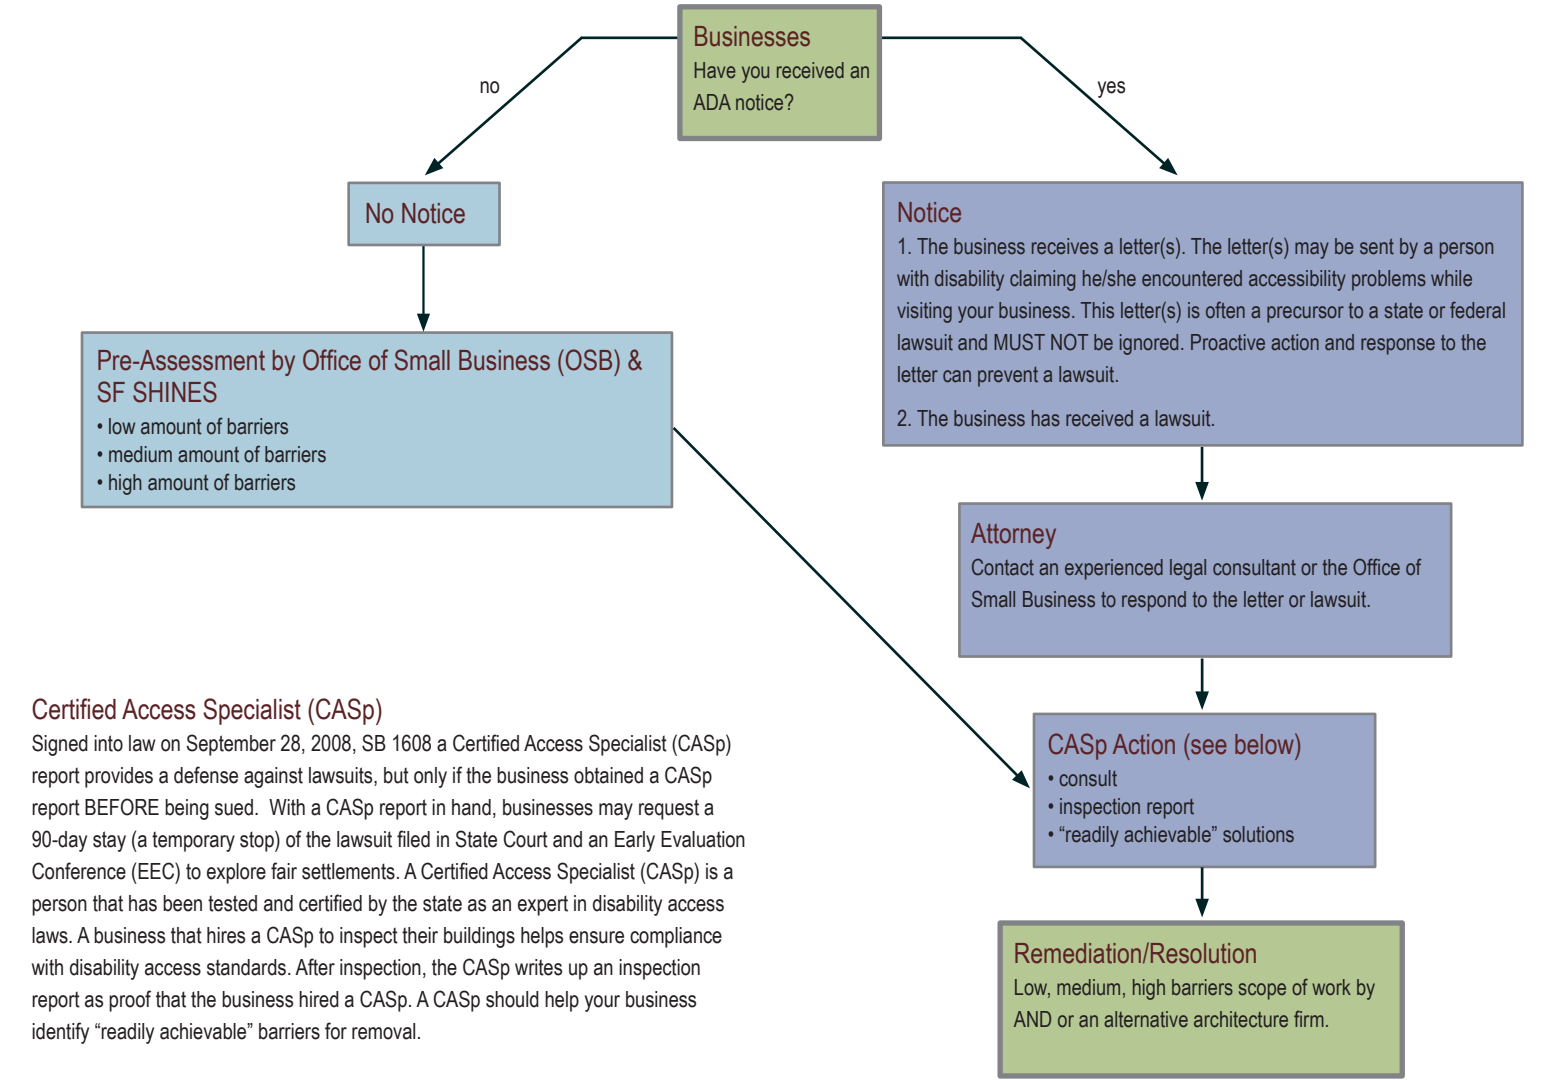 Businesses
Have you received an
ADA notice?
no
yes
No Notice
Notice
1. The business receives a letter(s). The letter(s) may be sent by a person
with disability claiming he/she encountered accessibility problems while
visiting your business. This letter(s) is often a precursor to a state or federal
lawsuit and MUST NOT be ignored. Proactive action and response to the
letter can prevent a lawsuit.
2. The business has received a lawsuit.
Pre-Assessment by Office of Small Business (OSB) &
SF SHINES
• low amount of barriers
• medium amount of barriers
• high amount of barriers
Attorney
Contact an experienced legal consultant or the Office of
Small Business to respond to the letter or lawsuit.
CASp Action (see below)
• consult
• inspection report
• “readily achievable” solutions
Remediation/Resolution
Low, medium, high barriers scope of work by
AND or an alternative architecture firm.
Certified Access Specialist (CASp)
Signed into law on September 28, 2008, SB 1608 a Certified Access Specialist (CASp)
report provides a defense against lawsuits, but only if the business obtained a CASp
report BEFORE being sued.  With a CASp report in hand, businesses may request a
90-day stay (a temporary stop) of the lawsuit filed in State Court and an Early Evaluation
Conference (EEC) to explore fair settlements. A Certified Access Specialist (CASp) is a
person that has been tested and certified by the state as an expert in disability access
laws. A business that hires a CASp to inspect their buildings helps ensure compliance
with disability access standards. After inspection, the CASp writes up an inspection
report as proof that the business hired a CASp. A CASp should help your business
identify “readily achievable” barriers for removal.